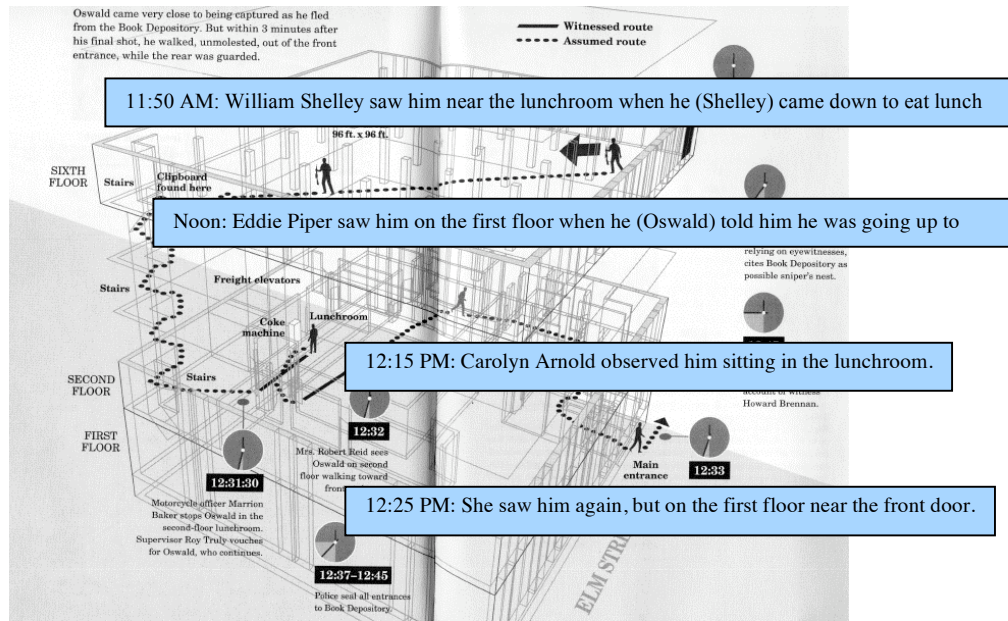 Oswald came very close to being captured as he fled
from the Book Depository. But within 3 minutes after
his final shot, he walked, unmolested, out of the front
entrance, while the rear was guarded.
Witnessed route
Assumed route
11:50 AM: William Shelley saw him near the lunchroom when he (Shelley) came down to eat lunch
96 ft. x 96 ft.
SIXTH
FLOOR
Stairs
Clipboard
found here
Noon: Eddie Piper saw him on the first floor when he (Oswald) told him he was going up to
relying on eyewitnesses,
cites Book Depository as
possible sniper's nest.
Stairs
Freight elevators
Coke
machine
Lunchroom
12:15 PM: Carolyn Arnold observed him sitting in the lunchroom.
SECOND
FLOOR
Stairs
account of witness
Howard Brennan.
FIRST
FLOOR
12:32
Mrs. Robert Reid sees
Oswald on second
floor walking toward
front
Main
entrance
12:33
12:31:30
Motorcycle officer Marrion
Baker stops Oswald in the
second-floor lunchroom.
Supervisor Roy Truly vouches
for Oswald, who continues.
12:25 PM: She saw him again, but on the first floor near the front door.
12:37–12:45
Police seal all entrances
to Book Depository.
ELM